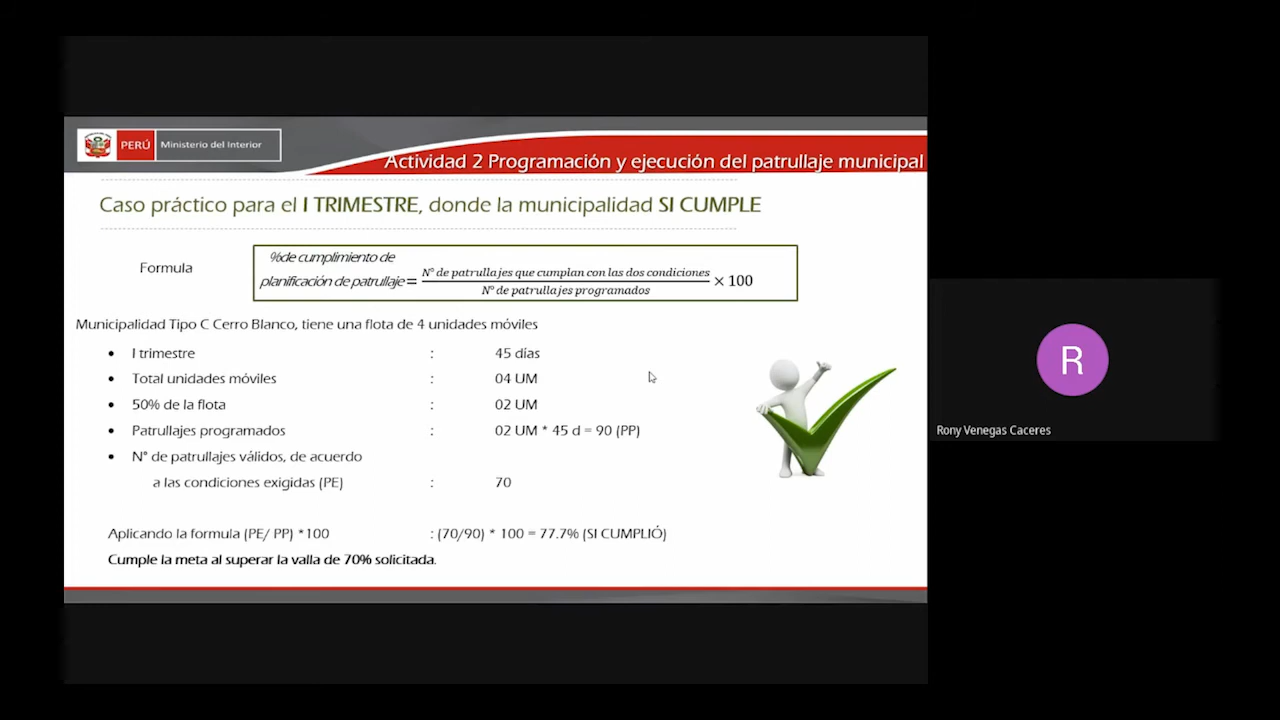 PERÚ Ministerio del Interior
Actividad 2 Programación y ejecución del patrullaje municipal
Caso práctico para el I TRIMESTRE, donde la municipalidad SI CUMPLE
Formula
%de cumplimiento de
planificación de patrullaje = N° de patrullajes que cumplan con las dos condiciones / N° de patrullajes programados × 100
Municipalidad Tipo C Cerro Blanco, tiene una flota de 4 unidades móviles
• I trimestre : 45 días
• Total unidades móviles : 04 UM
• 50% de la flota : 02 UM
• Patrullajes programados : 02 UM * 45 d = 90 (PP)
• N° de patrullajes válidos, de acuerdo
a las condiciones exigidas (PE) : 70
Aplicando la formula (PE/ PP) *100 : (70/90) * 100 = 77.7% (SI CUMPLIÓ)
Cumple la meta al superar la valla de 70% solicitada.
R
Rony Venegas Caceres